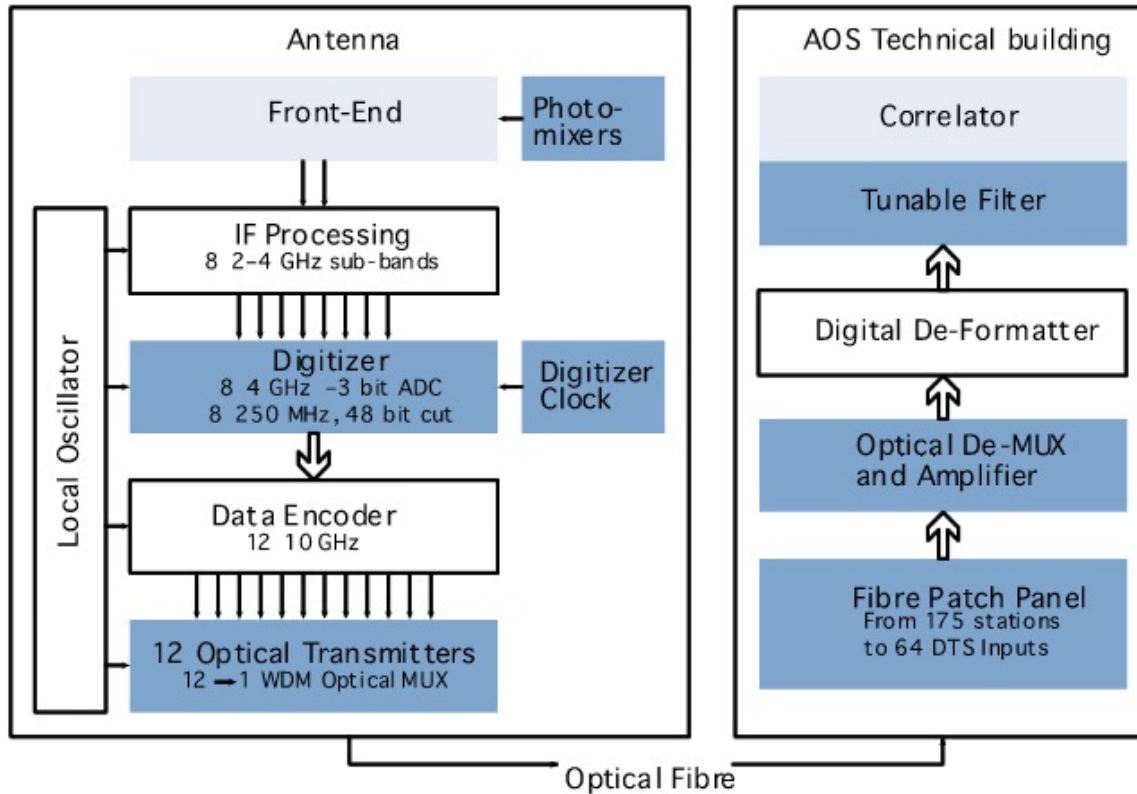 Antenna
Front-End
Photo-
mixers
IF Processing
8 2-4 GHz sub-bands
Digitizer
8 4 GHz -3 bit ADC
8 250 MHz, 48 bit cut
Digitizer
Clock
Local Oscillator
Data Encoder
12 10 GHz
12 Optical Transmitters
12 → 1 WDM Optical MUX
Optical Fibre
AOS Technical building
Correlator
Tunable Filter
Digital De-Formatter
Optical De-MUX
and Amplifier
Fibre Patch Panel
From 175 stations
to 64 DTS Inputs